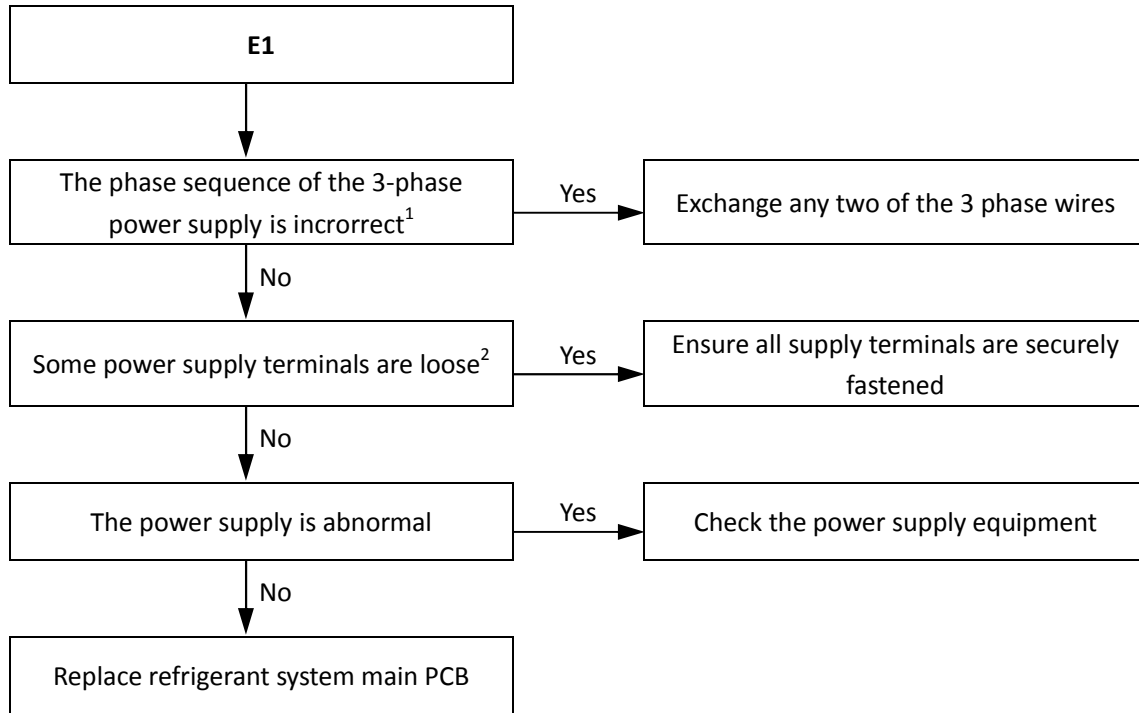 E1
The phase sequence of the 3-phase
power supply is incrorrect1
Yes
Exchange any two of the 3 phase wires
No
Some power supply terminals are loose2
Yes
Ensure all supply terminals are securely
fastened
No
The power supply is abnormal
Yes
Check the power supply equipment
No
Replace refrigerant system main PCB